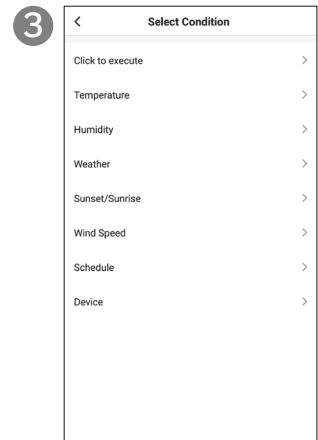 3
Select Condition
Click to execute
Temperature
Humidity
Weather
Sunset/Sunrise
Wind Speed
Schedule
Device